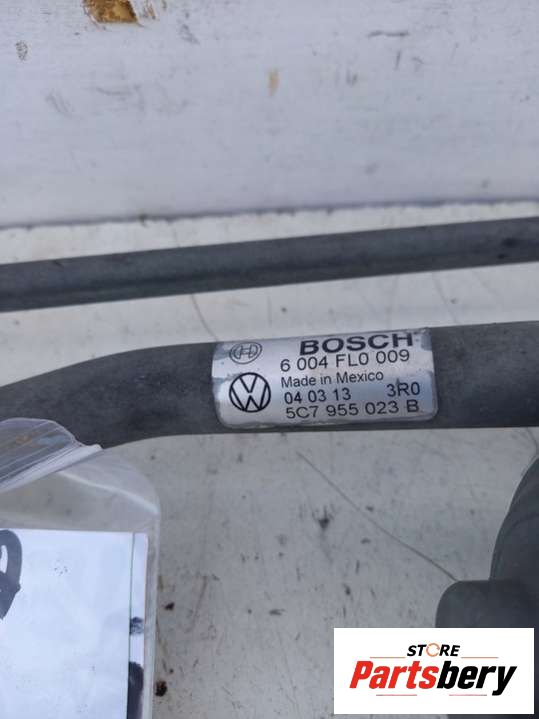 BOSCH
6 004 FL0 009
Made in Mexico
04 03 13 3R0
5C7 955 023 B
STORE
Partsbery